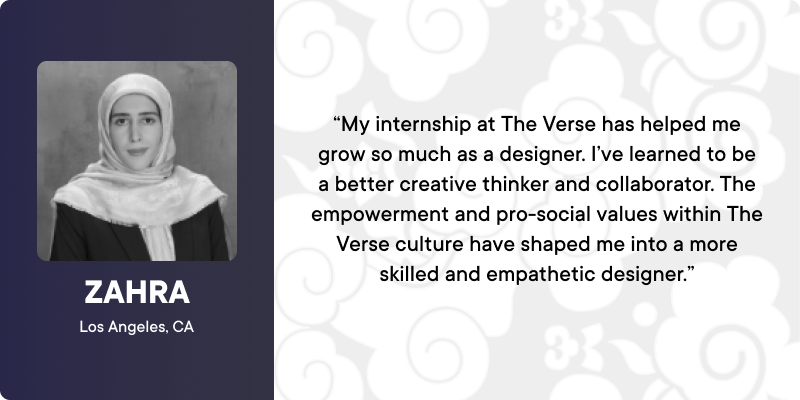 ZAHRA
Los Angeles, CA
“My internship at The Verse has helped me
grow so much as a designer. I’ve learned to be
a better creative thinker and collaborator. The
empowerment and pro-social values within The
Verse culture have shaped me into a more
skilled and empathetic designer.”